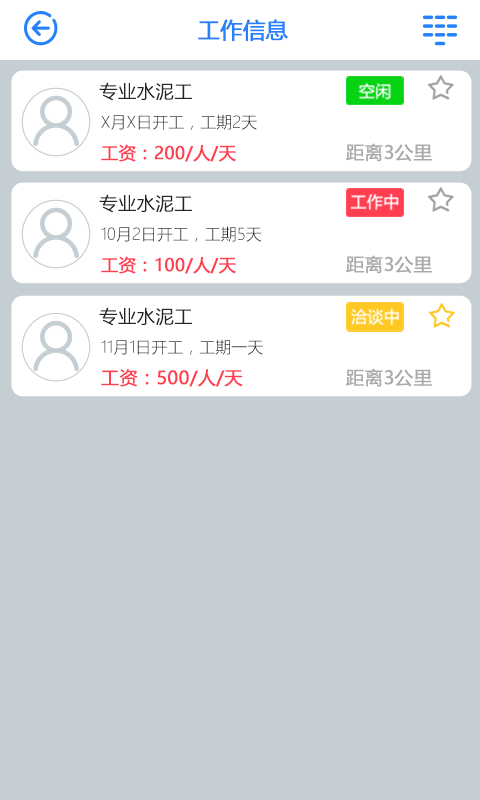 工作信息
专业水泥工 空闲
X月X日开工，工期2天
工资：200/人/天 距离3公里
专业水泥工 工作中
10月2日开工，工期5天
工资：100/人/天 距离3公里
专业水泥工 洽谈中
11月1日开工，工期一天
工资：500/人/天 距离3公里